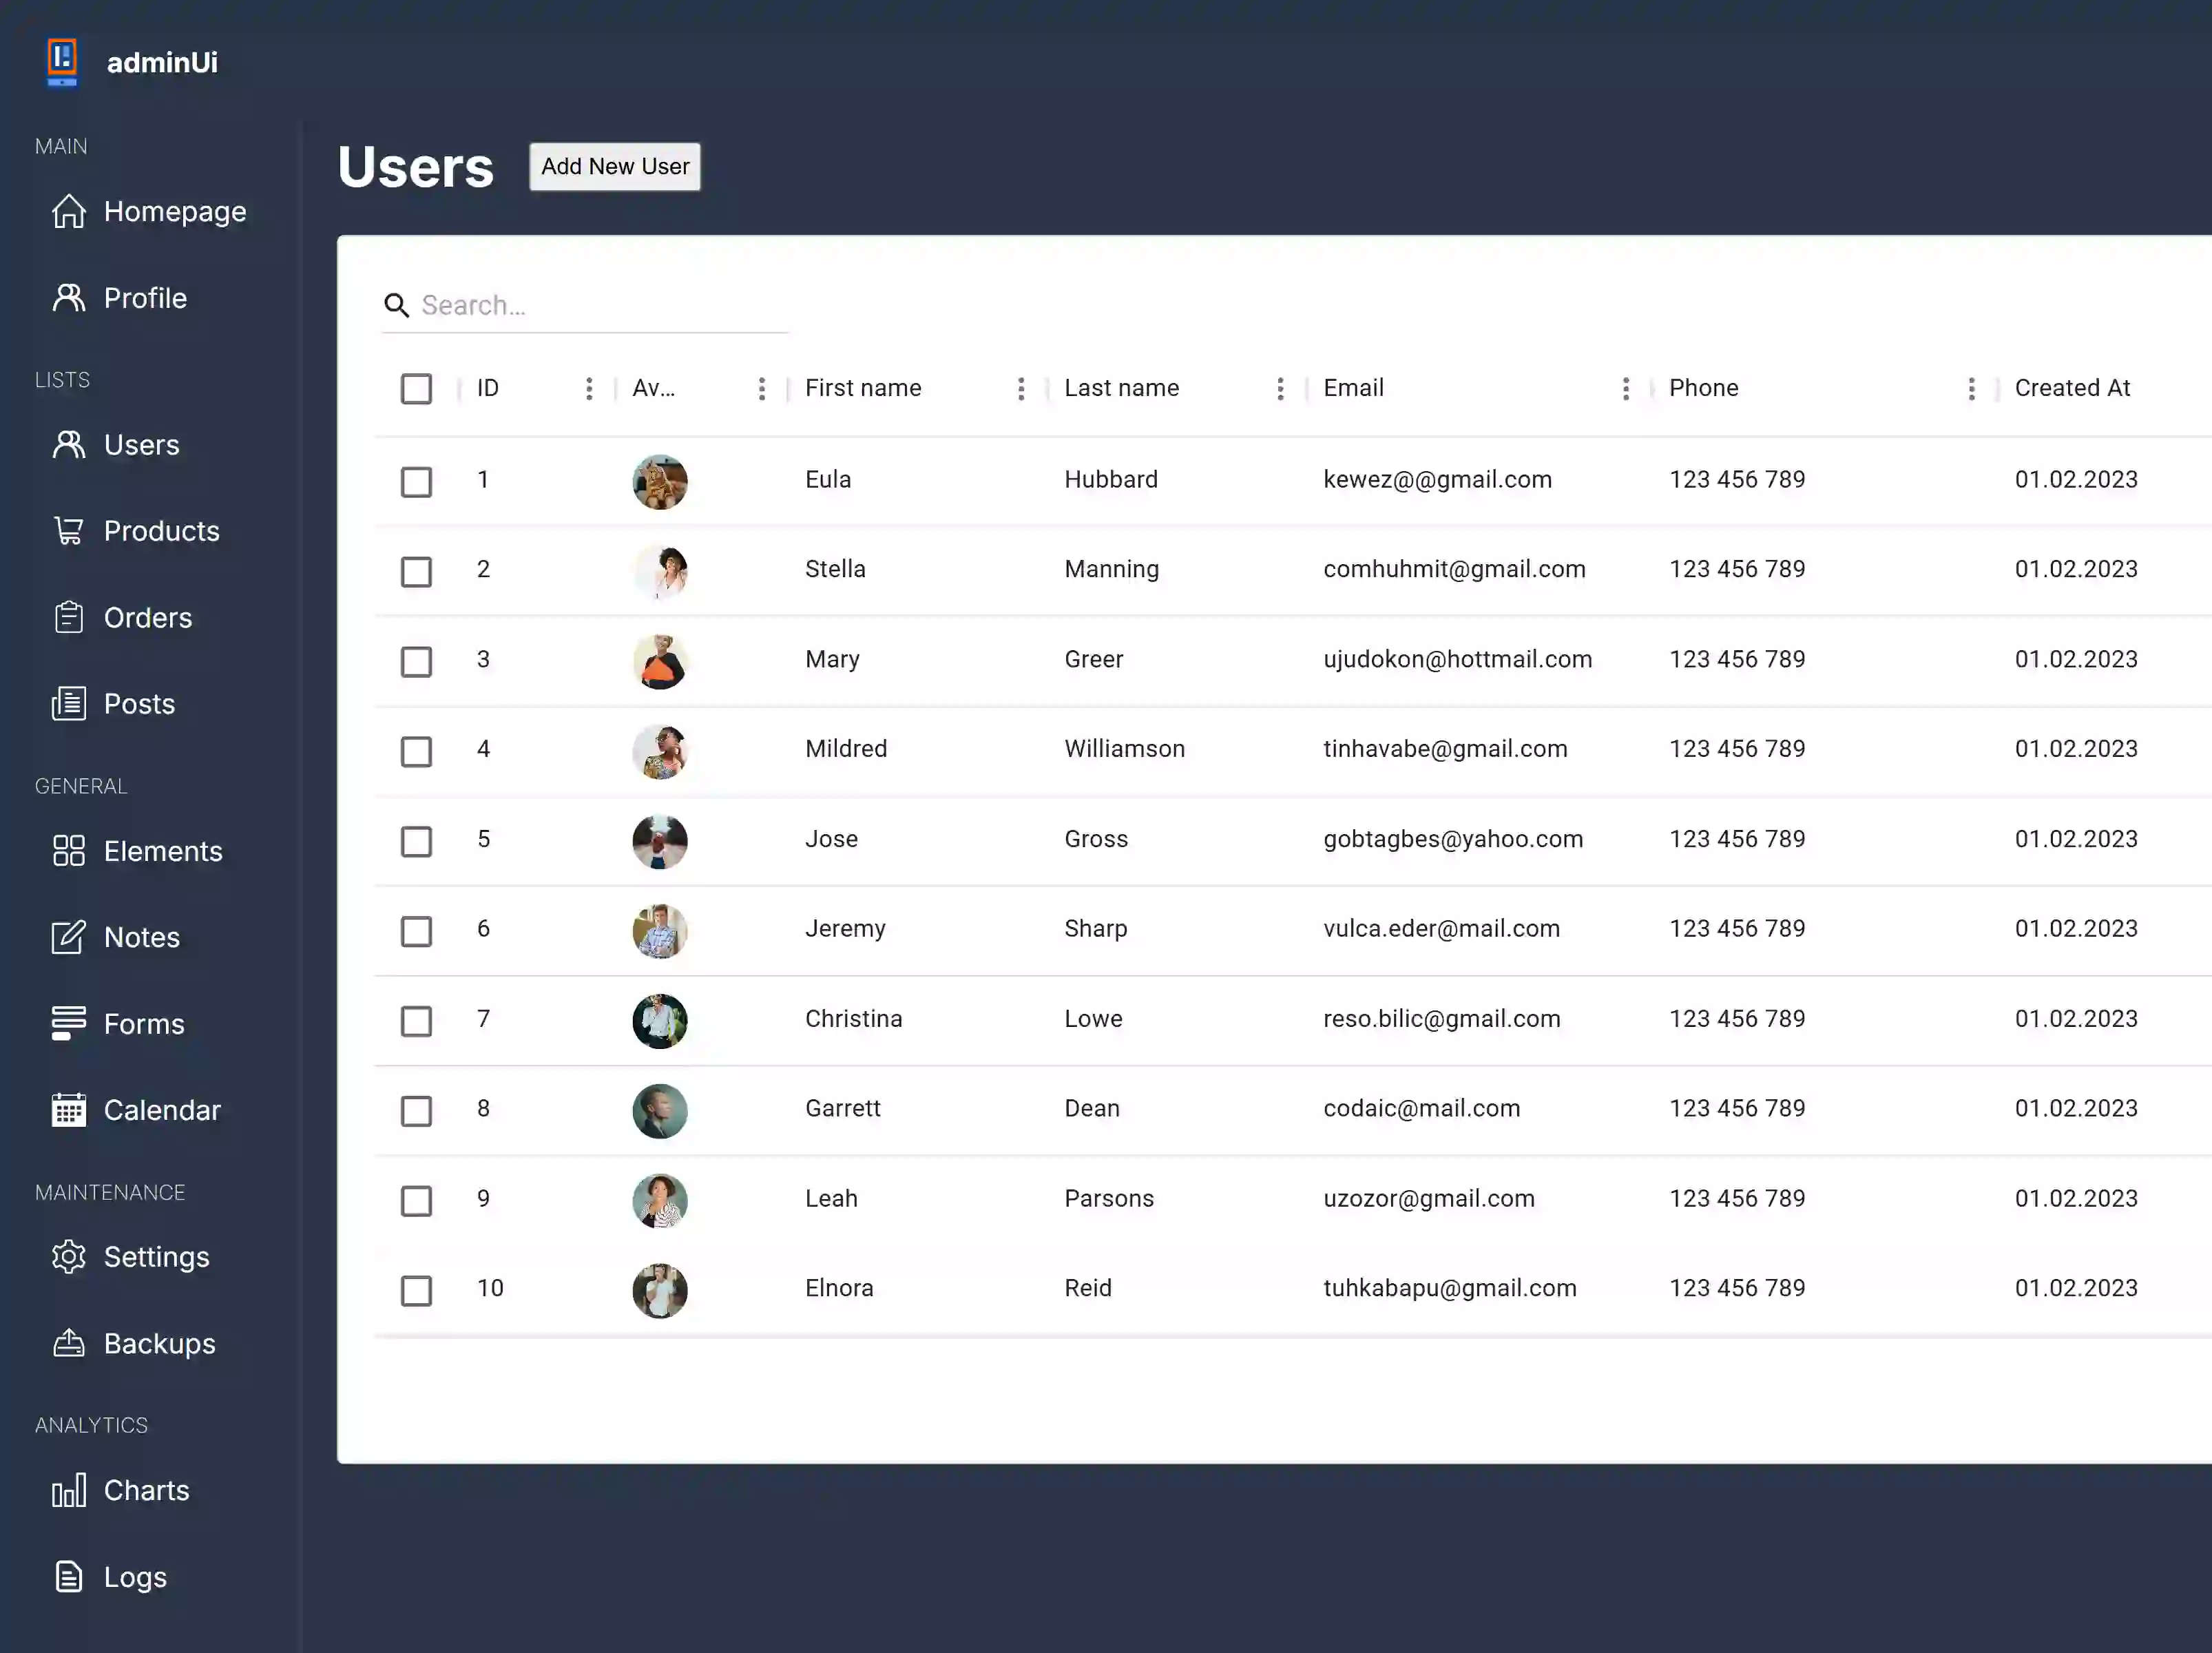 adminUi
MAIN
Homepage
Profile
LISTS
Users
Products
Orders
Posts
GENERAL
Elements
Notes
Forms
Calendar
MAINTENANCE
Settings
Backups
ANALYTICS
Charts
Logs
Users Add New User
Search…
ID Av… First name Last name Email Phone Created At
1 Eula Hubbard kewez@@gmail.com 123 456 789 01.02.2023
2 Stella Manning comhuhmit@gmail.com 123 456 789 01.02.2023
3 Mary Greer ujudokon@hottmail.com 123 456 789 01.02.2023
4 Mildred Williamson tinhavabe@gmail.com 123 456 789 01.02.2023
5 Jose Gross gobtagbes@yahoo.com 123 456 789 01.02.2023
6 Jeremy Sharp vulca.eder@mail.com 123 456 789 01.02.2023
7 Christina Lowe reso.bilic@gmail.com 123 456 789 01.02.2023
8 Garrett Dean codaic@mail.com 123 456 789 01.02.2023
9 Leah Parsons uzozor@gmail.com 123 456 789 01.02.2023
10 Elnora Reid tuhkabapu@gmail.com 123 456 789 01.02.2023